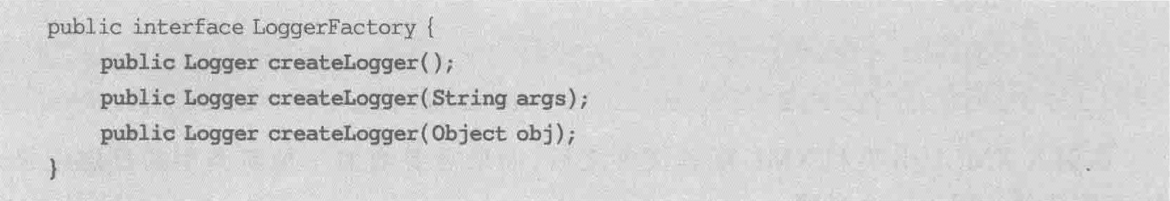 public interface LoggerFactory {
public Logger createLogger();
public Logger createLogger(String args);
public Logger createLogger(Object obj);
}